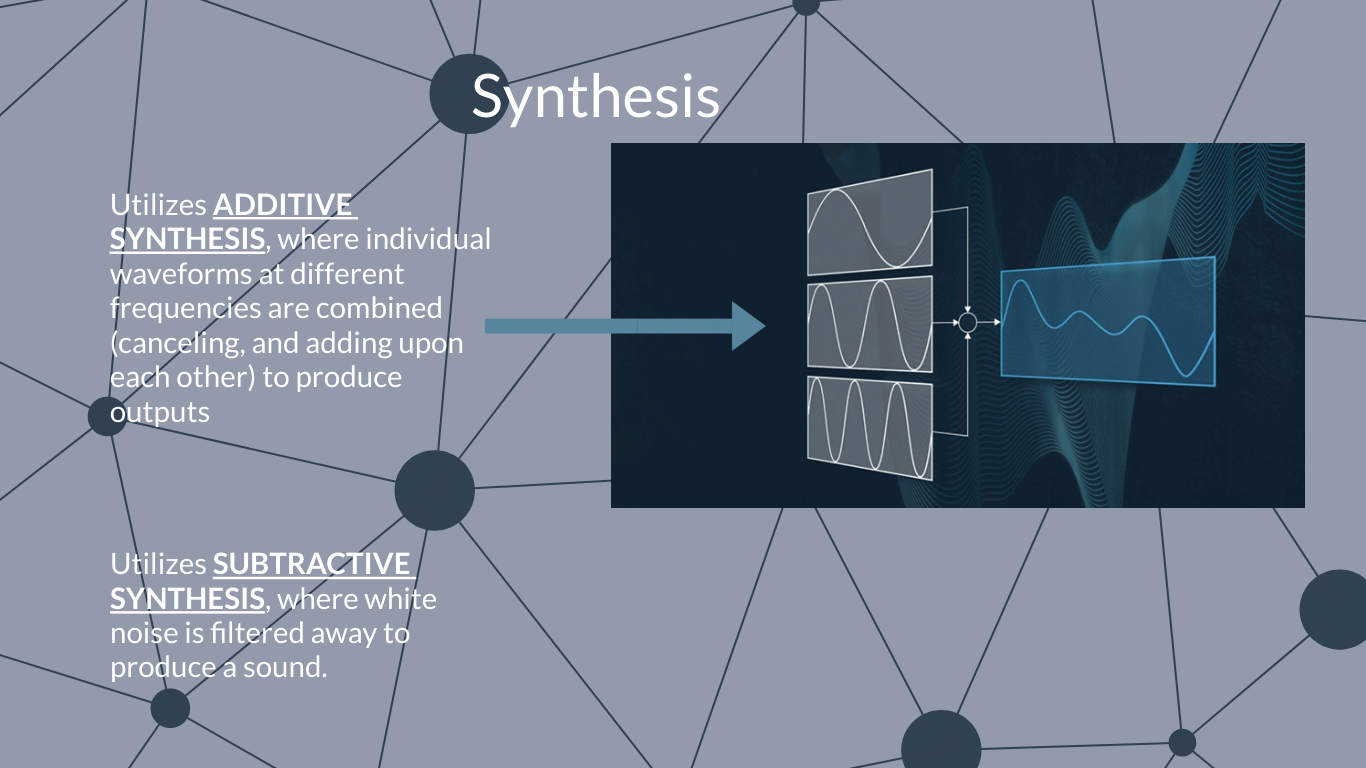 Synthesis
Utilizes ADDITIVE
SYNTHESIS, where individual
waveforms at different
frequencies are combined
(canceling, and adding upon
each other) to produce
outputs
Utilizes SUBTRACTIVE
SYNTHESIS, where white
noise is filtered away to
produce a sound.